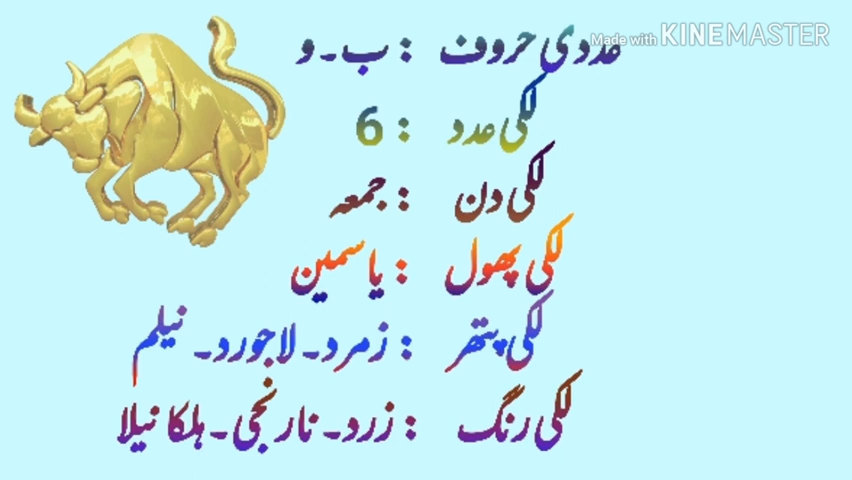 عددی حروف : ب۔و
Made with KINEMASTER
لکی عدد : 6
لکی دن : جمعہ
لکی پھول : یاسمین
لکی پتھر : زمرد۔لاجورد۔نیلم
لکی رنگ : زرد۔نارنجی۔ہلکا نیلا